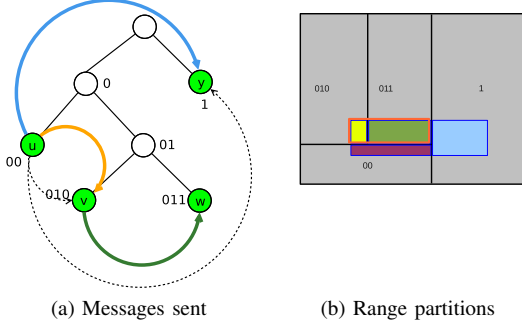 y
0
1
u
01
00
010
v
011
w
(a) Messages sent
010
011
1
00
(b) Range partitions